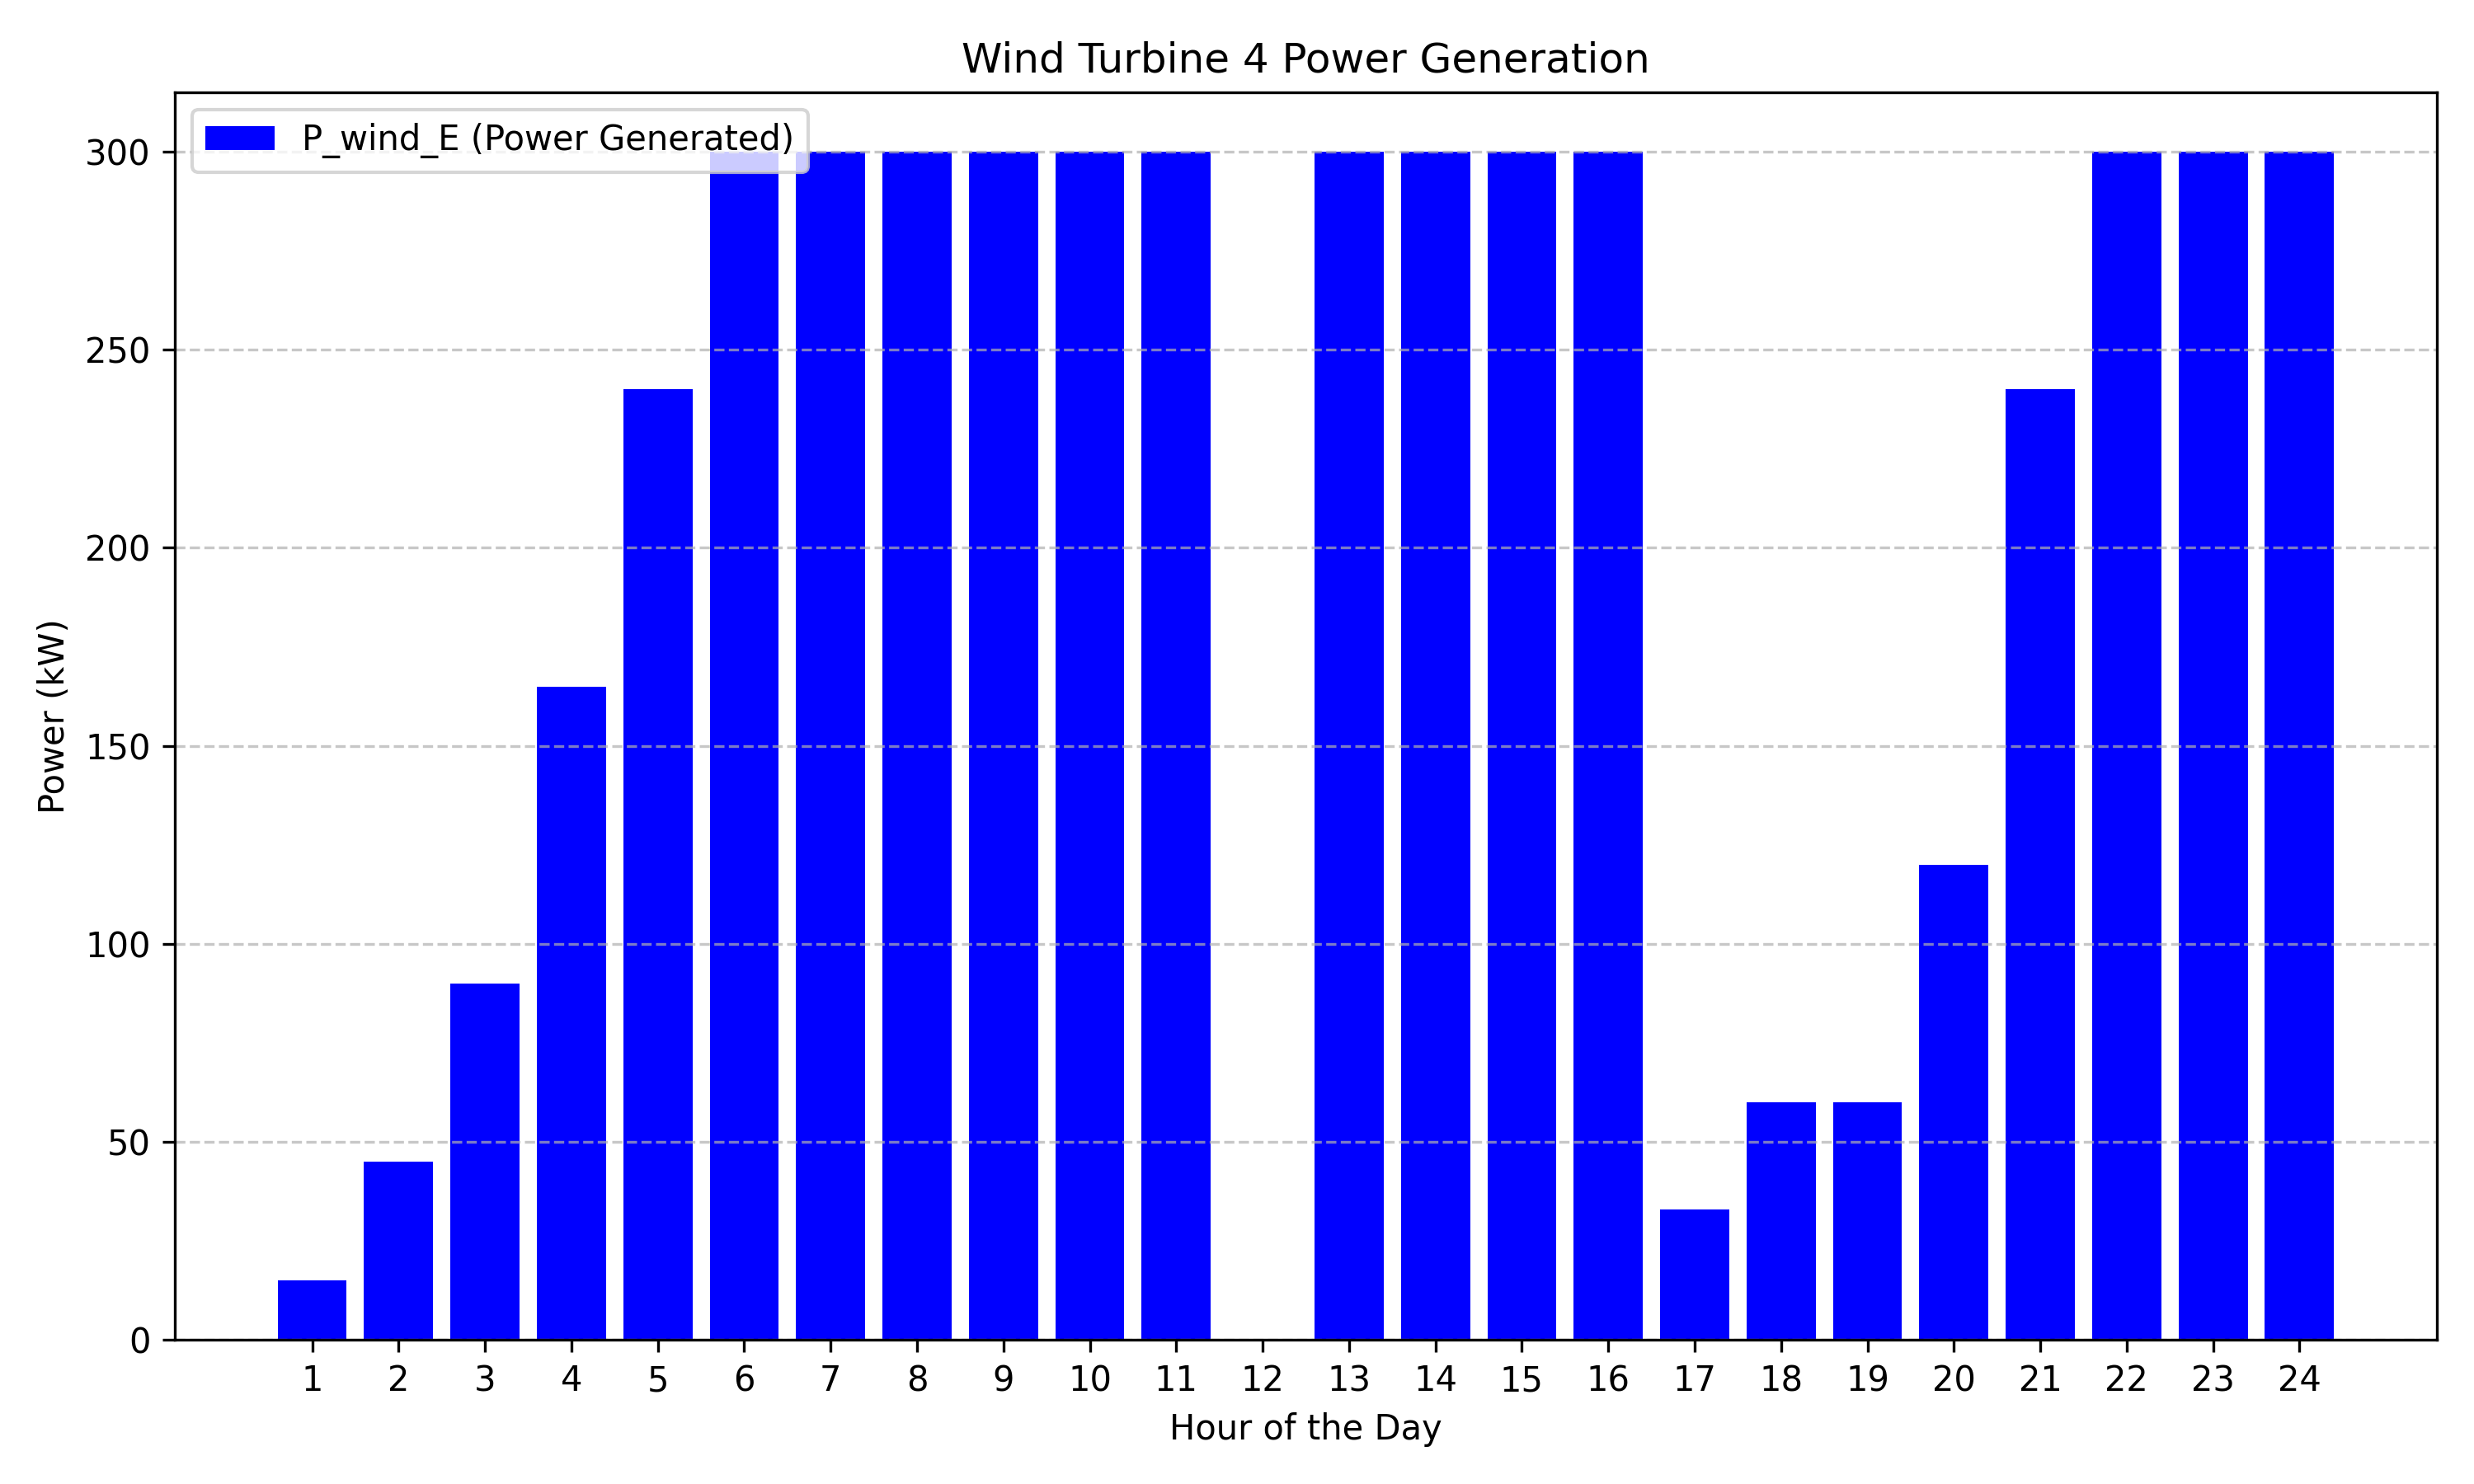 Wind Turbine 4 Power Generation
P_wind_E (Power Generated)
300
250
200
150
100
50
0
Power (kW)
1 2 3 4 5 6 7 8 9 10 11 12 13 14 15 16 17 18 19 20 21 22 23 24
Hour of the Day